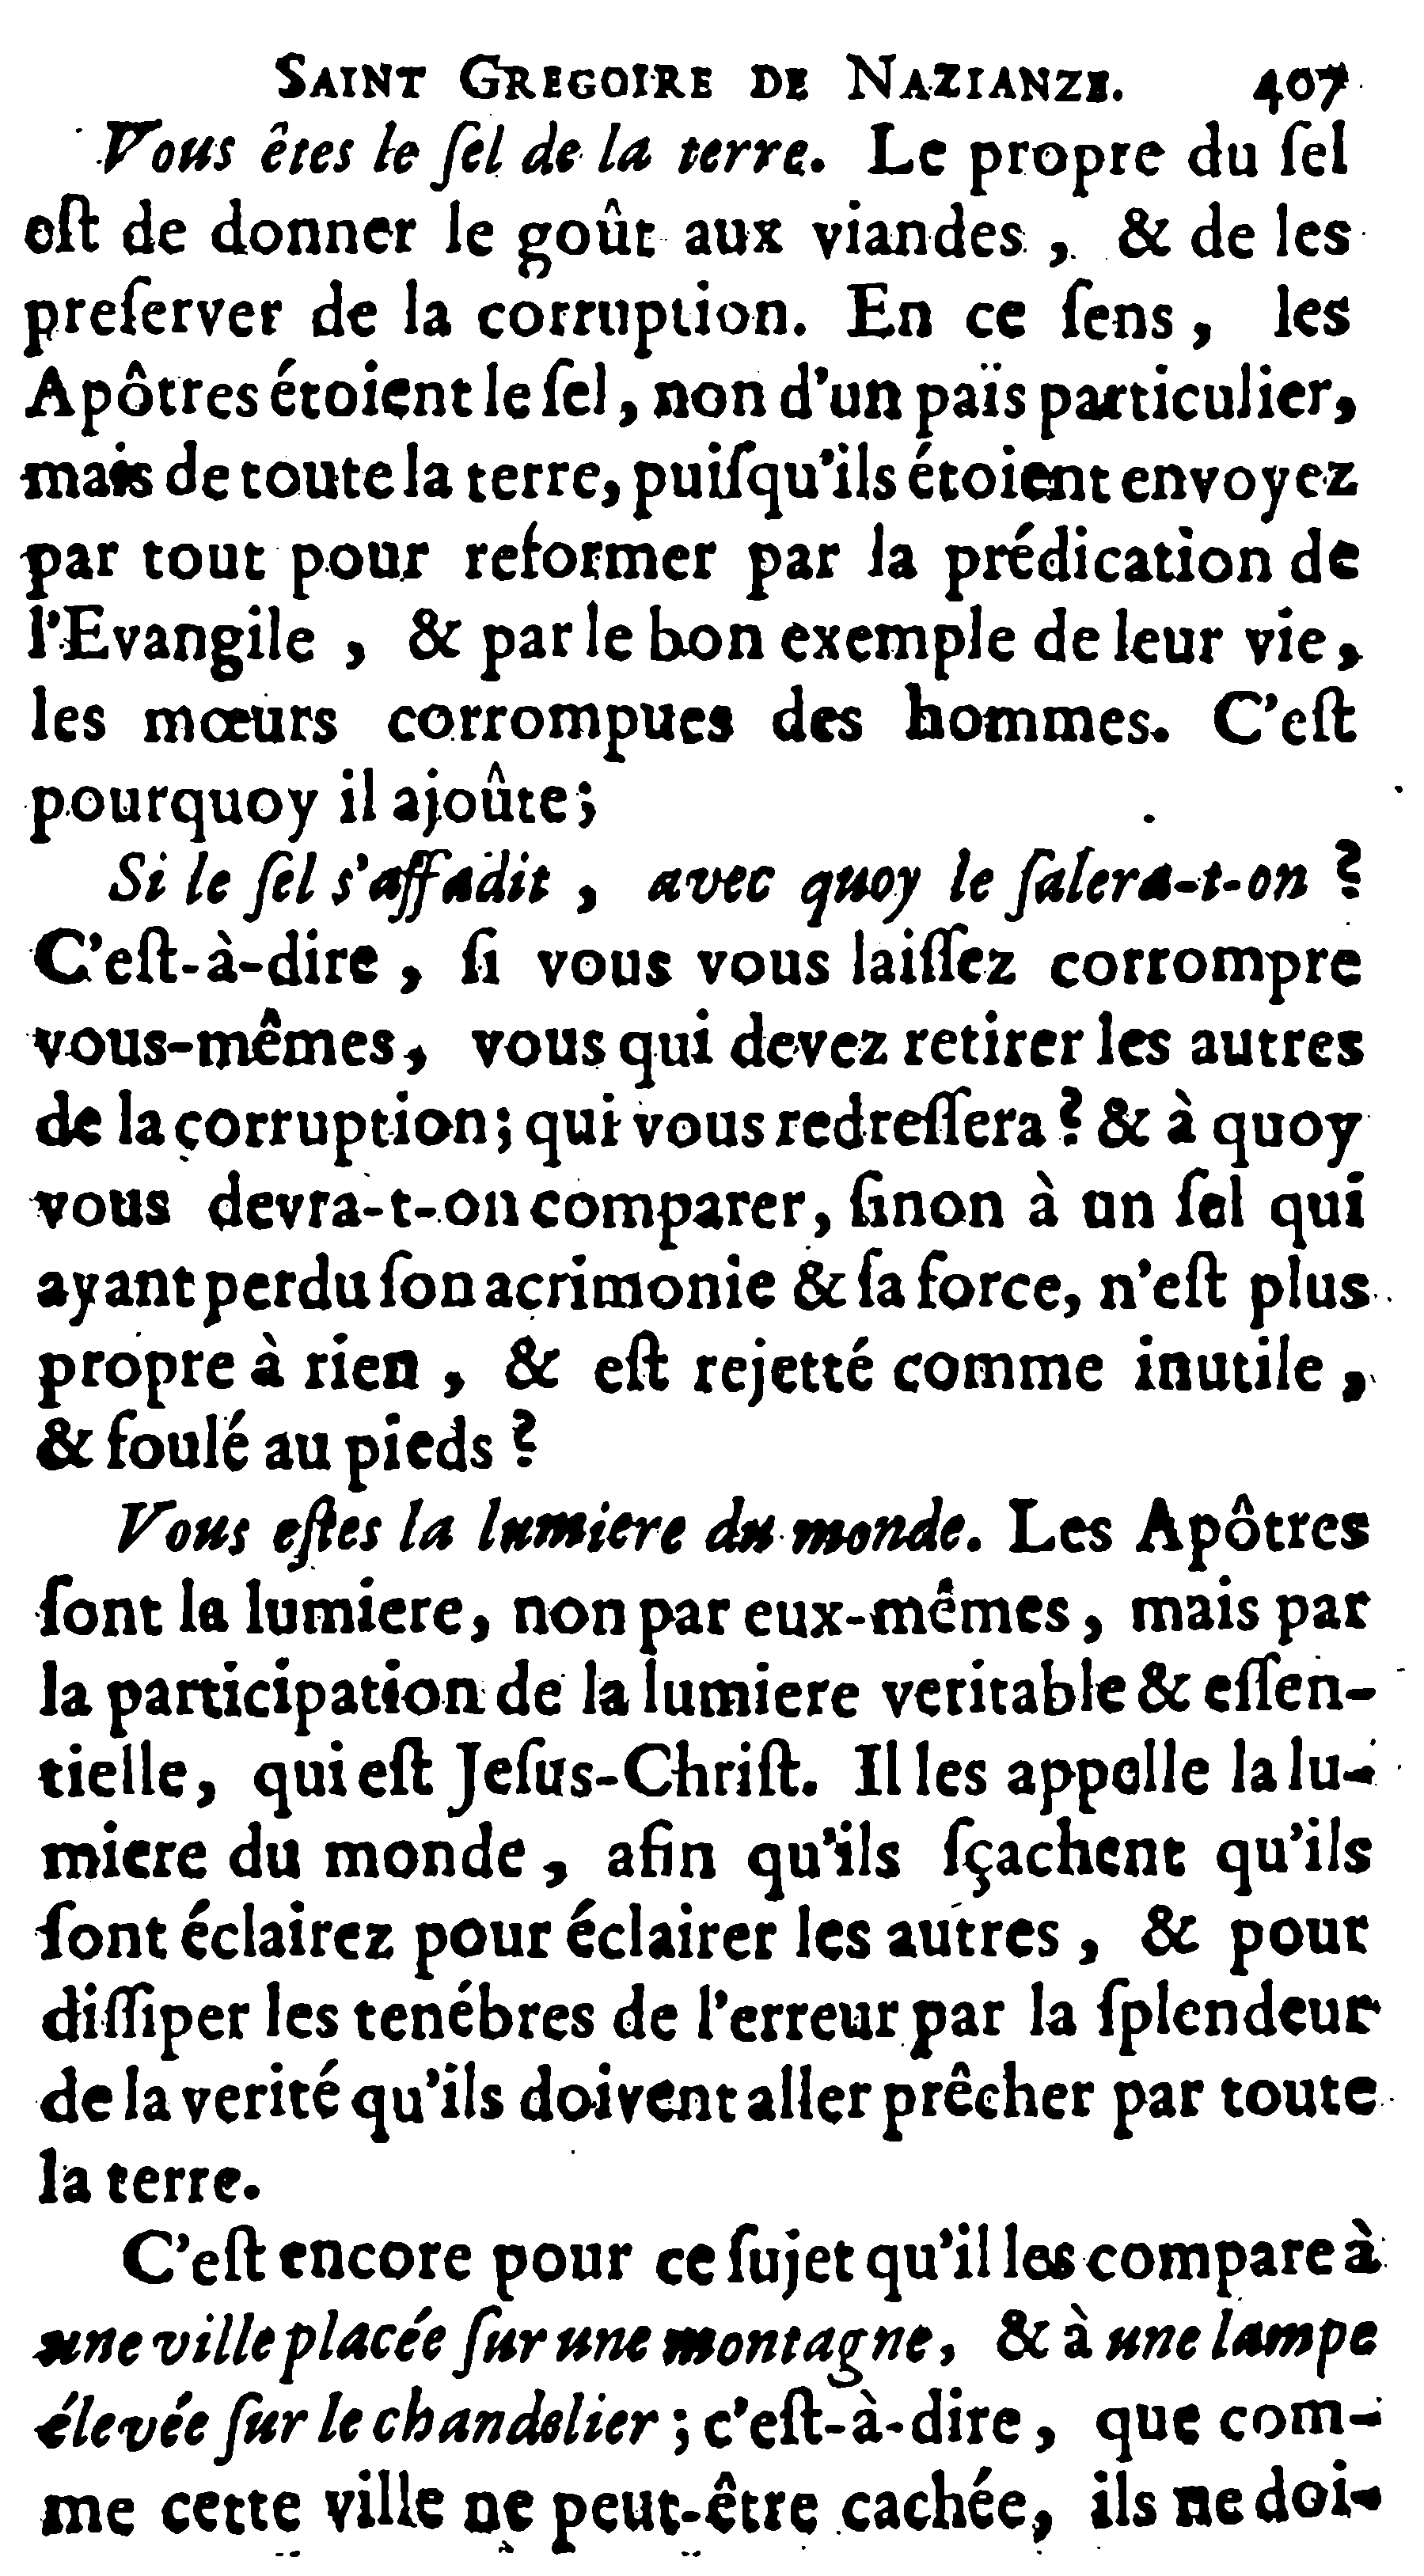 SAINT GREGOIRE DE NAZIANZE. 407
Vous êtes le ſel de la terre. Le propre du ſel
eſt de donner le goût aux viandes, & de les
preſerver de la corruption. En ce ſens, les
Apôtres étoient le ſel, non d'un païs particulier,
mais de toute la terre, puiſqu'ils étoient envoyez
par tout pour reformer par la prédication de
l'Evangile, & par le bon exemple de leur vie,
les mœurs corrompues des hommes. C'eſt
pourquoy il ajoûte;
Si le ſel s'affadit, avec quoy le ſalera-t-on ?
C'eſt-à-dire, ſi vous vous laiſſez corrompre
vous-mêmes, vous qui devez retirer les autres
de la corruption; qui vous redreſſera ? & à quoy
vous devra-t-on comparer, ſinon à un ſel qui
ayant perdu ſon acrimonie & ſa force, n'eſt plus
propre à rien, & eſt rejetté comme inutile,
& foulé au pieds ?
Vous eſtes la lumiere du monde. Les Apôtres
ſont la lumiere, non par eux-mêmes, mais par
la participation de la lumiere veritable & eſſen-
tielle, qui eſt Jeſus-Chriſt. Il les appelle la lu-
miere du monde, afin qu'ils ſçachent qu'ils
ſont éclairez pour éclairer les autres, & pour
diſſiper les tenébres de l'erreur par la ſplendeur
de la verité qu'ils doivent aller prêcher par toute
la terre.
C'eſt encore pour ce ſujet qu'il les compare à
une ville placée ſur une montagne, & à une lampe
élevée ſur le chandelier; c'eſt-à-dire, que com-
me cette ville ne peut-être cachée, ils ne doi-